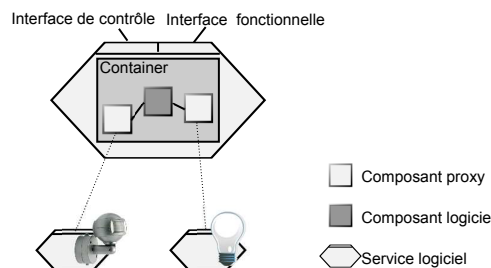 Interface de contrôle Interface fonctionnelle
Container
Composant proxy
Composant logicie
Service logiciel